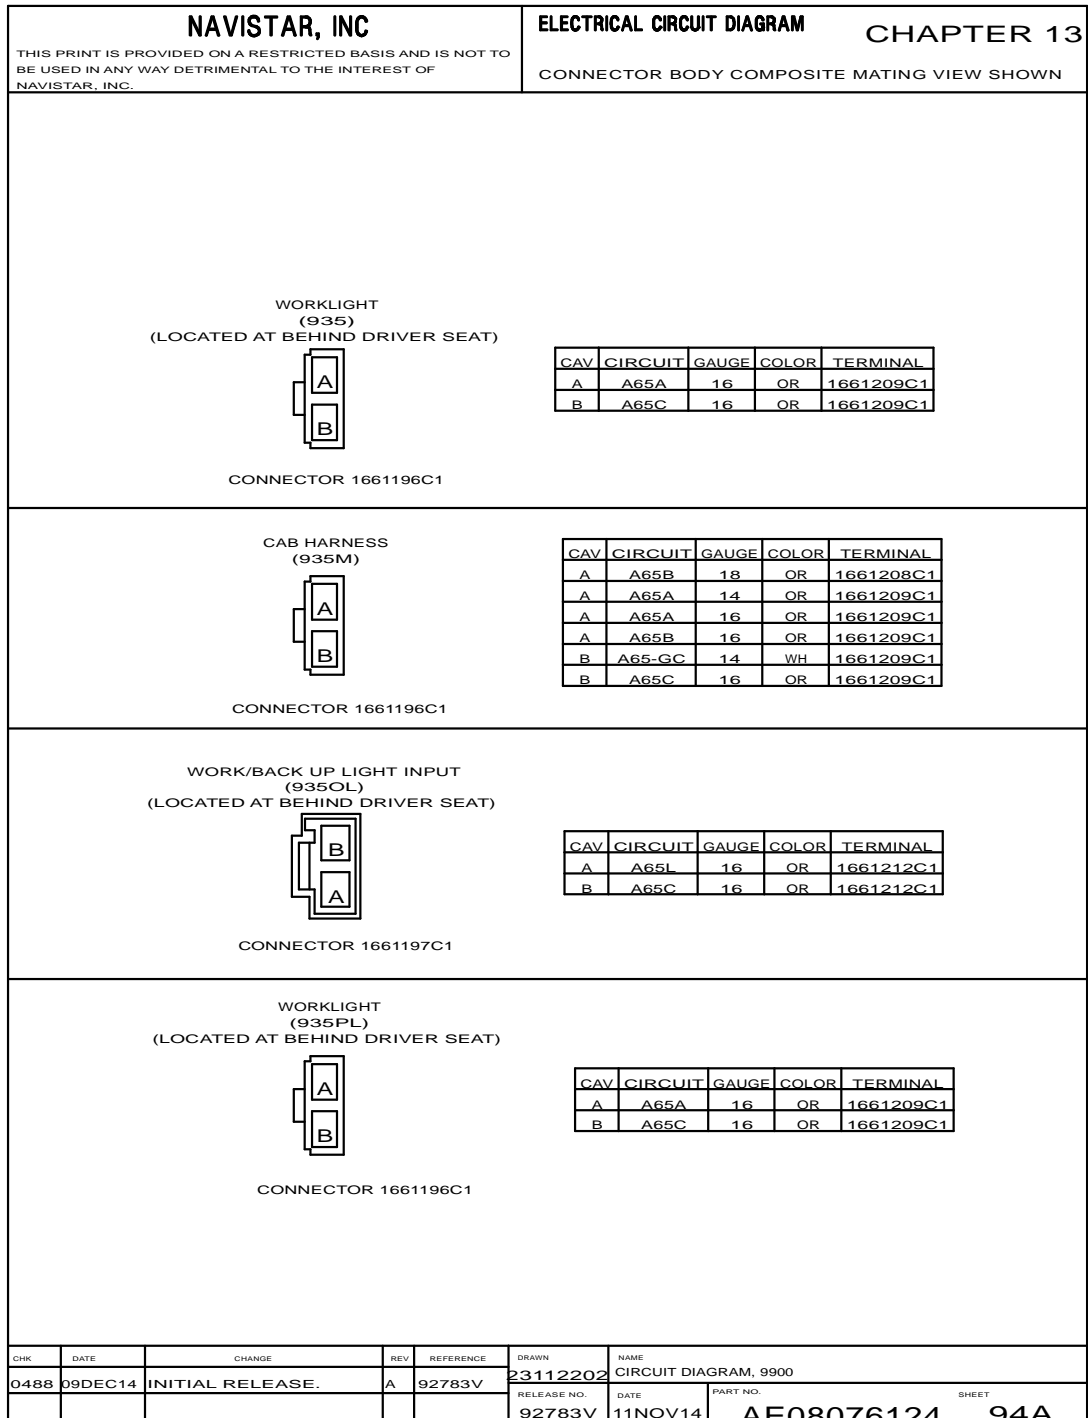 NAVISTAR, INC
THIS PRINT IS PROVIDED ON A RESTRICTED BASIS AND IS NOT TO
BE USED IN ANY WAY DETRIMENTAL TO THE INTEREST OF
NAVISTAR, INC.
ELECTRICAL CIRCUIT DIAGRAM
CHAPTER 13
CONNECTOR BODY COMPOSITE MATING VIEW SHOWN
WORKLIGHT
(935)
(LOCATED AT BEHIND DRIVER SEAT)
A
B
CONNECTOR 1661196C1
CAV CIRCUIT GAUGE COLOR TERMINAL
A A65A 16 OR 1661209C1
B A65C 16 OR 1661209C1
CAB HARNESS
(935M)
A
B
CONNECTOR 1661196C1
CAV CIRCUIT GAUGE COLOR TERMINAL
A A65B 18 OR 1661208C1
A A65A 14 OR 1661209C1
A A65A 16 OR 1661209C1
A A65B 16 OR 1661209C1
B A65-GC 14 WH 1661209C1
B A65C 16 OR 1661209C1
WORK/BACK UP LIGHT INPUT
(935OL)
(LOCATED AT BEHIND DRIVER SEAT)
B
A
CONNECTOR 1661197C1
CAV CIRCUIT GAUGE COLOR TERMINAL
A A65L 16 OR 1661212C1
B A65C 16 OR 1661212C1
WORKLIGHT
(935PL)
(LOCATED AT BEHIND DRIVER SEAT)
A
B
CONNECTOR 1661196C1
CAV CIRCUIT GAUGE COLOR TERMINAL
A A65A 16 OR 1661209C1
B A65C 16 OR 1661209C1
CHK DATE CHANGE REV REFERENCE
0488 09DEC14 INITIAL RELEASE. A 92783V
DRAWN
23112202
NAME
CIRCUIT DIAGRAM, 9900
RELEASE NO.
92783V
DATE
11NOV14
PART NO.
AE08076124
SHEET
94A